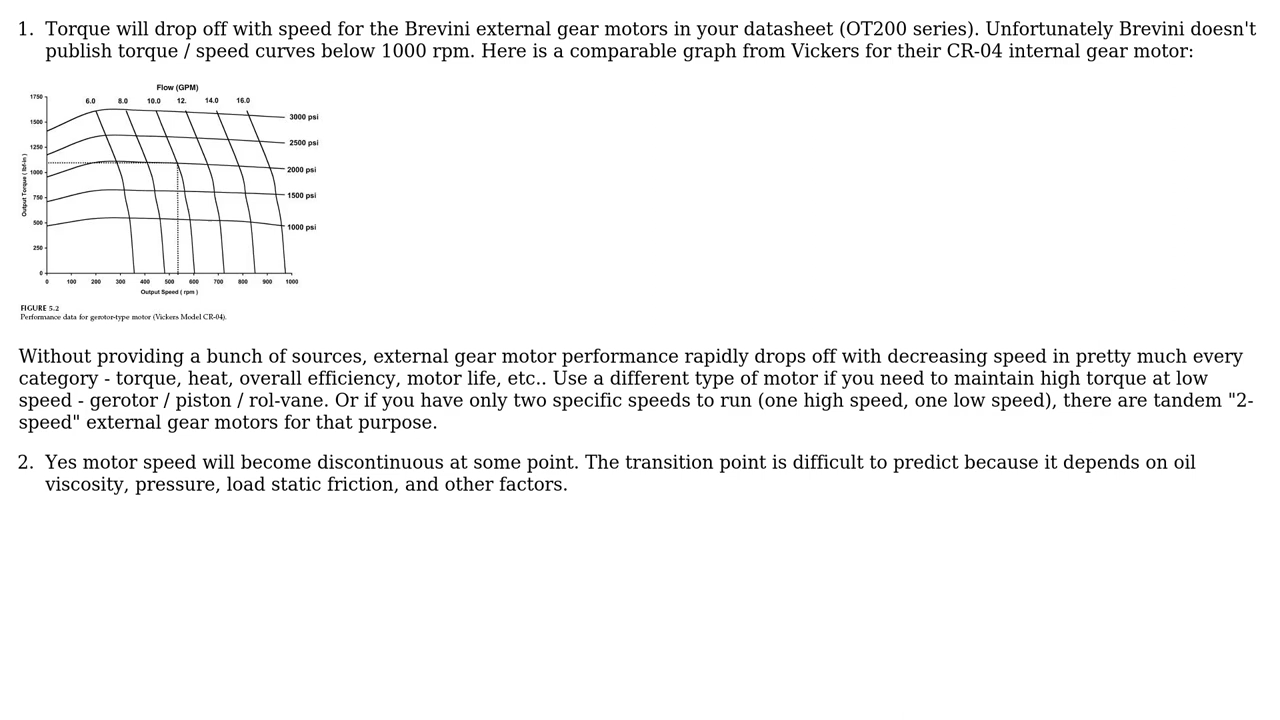 1. Torque will drop off with speed for the Brevini external gear motors in your datasheet (OT200 series). Unfortunately Brevini doesn't
publish torque / speed curves below 1000 rpm. Here is a comparable graph from Vickers for their CR-04 internal gear motor:
Flow (GPM)
6.0 8.0 10.0 12. 14.0 16.0
1750
1500
1250
1000
750
500
250
0
Output Torque ( lbf-in )
3000 psi
2500 psi
2000 psi
1500 psi
1000 psi
0 100 200 300 400 500 600 700 800 900 1000
Output Speed ( rpm )
FIGURE 5.2
Performance data for gerotor-type motor (Vickers Model CR-04).
Without providing a bunch of sources, external gear motor performance rapidly drops off with decreasing speed in pretty much every
category - torque, heat, overall efficiency, motor life, etc.. Use a different type of motor if you need to maintain high torque at low
speed - gerotor / piston / rol-vane. Or if you have only two specific speeds to run (one high speed, one low speed), there are tandem "2-
speed" external gear motors for that purpose.
2. Yes motor speed will become discontinuous at some point. The transition point is difficult to predict because it depends on oil
viscosity, pressure, load static friction, and other factors.